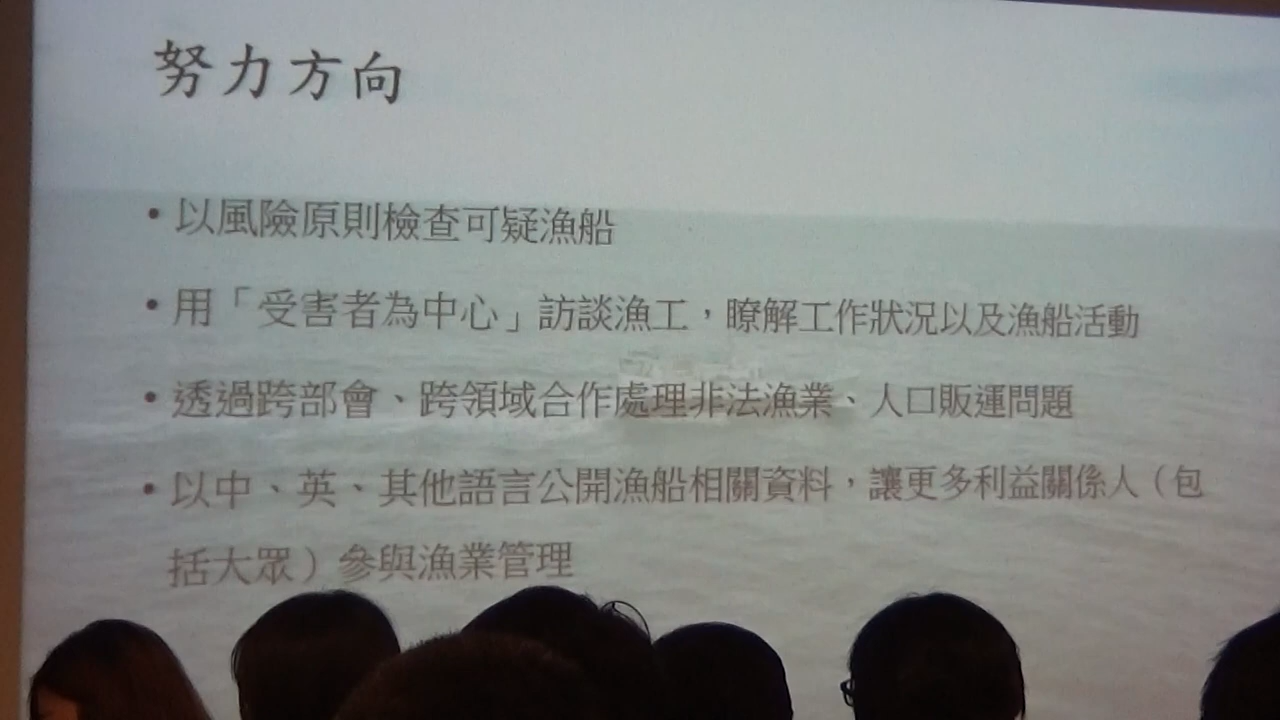 努力方向
•以風險原則檢查可疑漁船
•用「受害者為中心」訪談漁工，瞭解工作狀況以及漁船活動
•透過跨部會、跨領域合作處理非法漁業、人口販運問題
•以中、英、其他語言公開漁船相關資料，讓更多利益關係人（包
括大眾）參與漁業管理